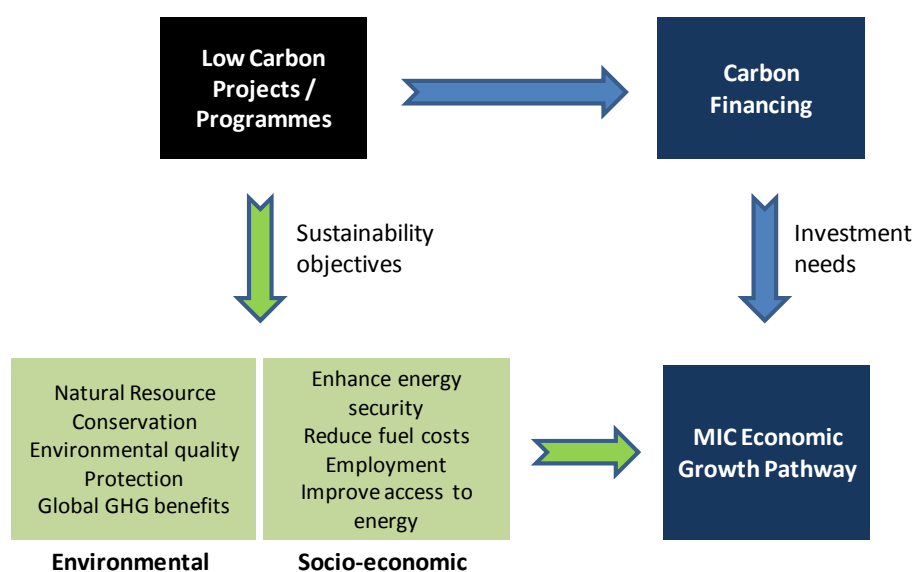 Low Carbon
Projects /
Programmes
Carbon
Financing
Sustainability
objectives
Investment
needs
Natural Resource
Conservation
Environmental quality
Protection
Global GHG benefits
Enhance energy
security
Reduce fuel costs
Employment
Improve access to
energy
MIC Economic
Growth Pathway
Environmental
Socio-economic